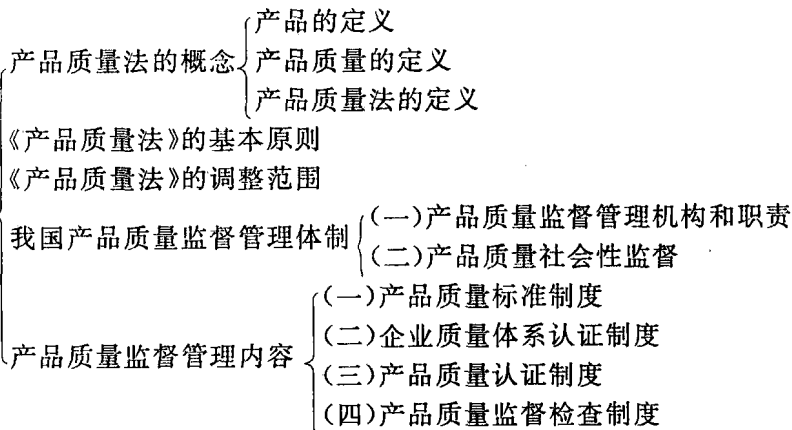 产品的定义
产品质量法的概念
产品质量的定义
产品质量法的定义
《产品质量法》的基本原则
《产品质量法》的调整范围
我国产品质量监督管理体制
(一)产品质量监督管理机构和职责
(二)产品质量社会性监督
(一)产品质量标准制度
(二)企业质量体系认证制度
产品质量监督管理内容
(三)产品质量认证制度
(四)产品质量监督检查制度